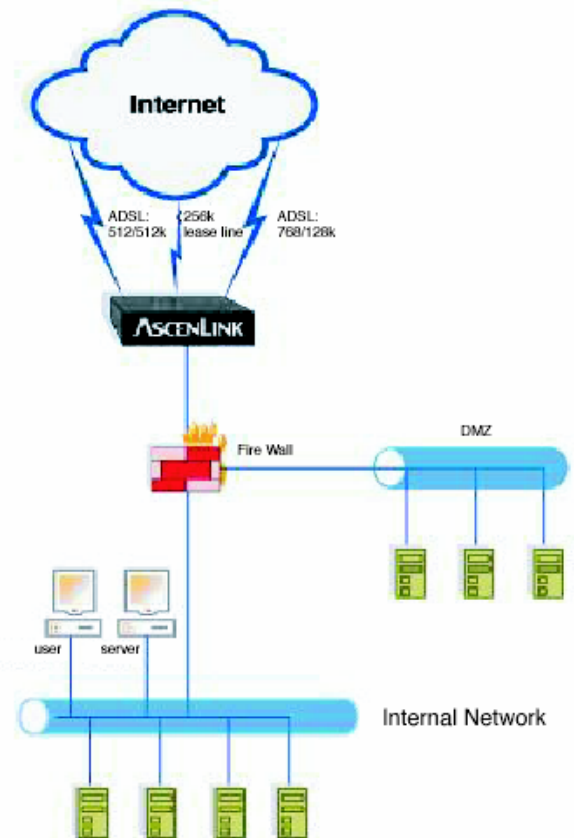 Internet
ADSL:
512/512k
256k
lease line
ADSL:
768/128k
ASCENLINK
Fire Wall
DMZ
user
server
Internal Network